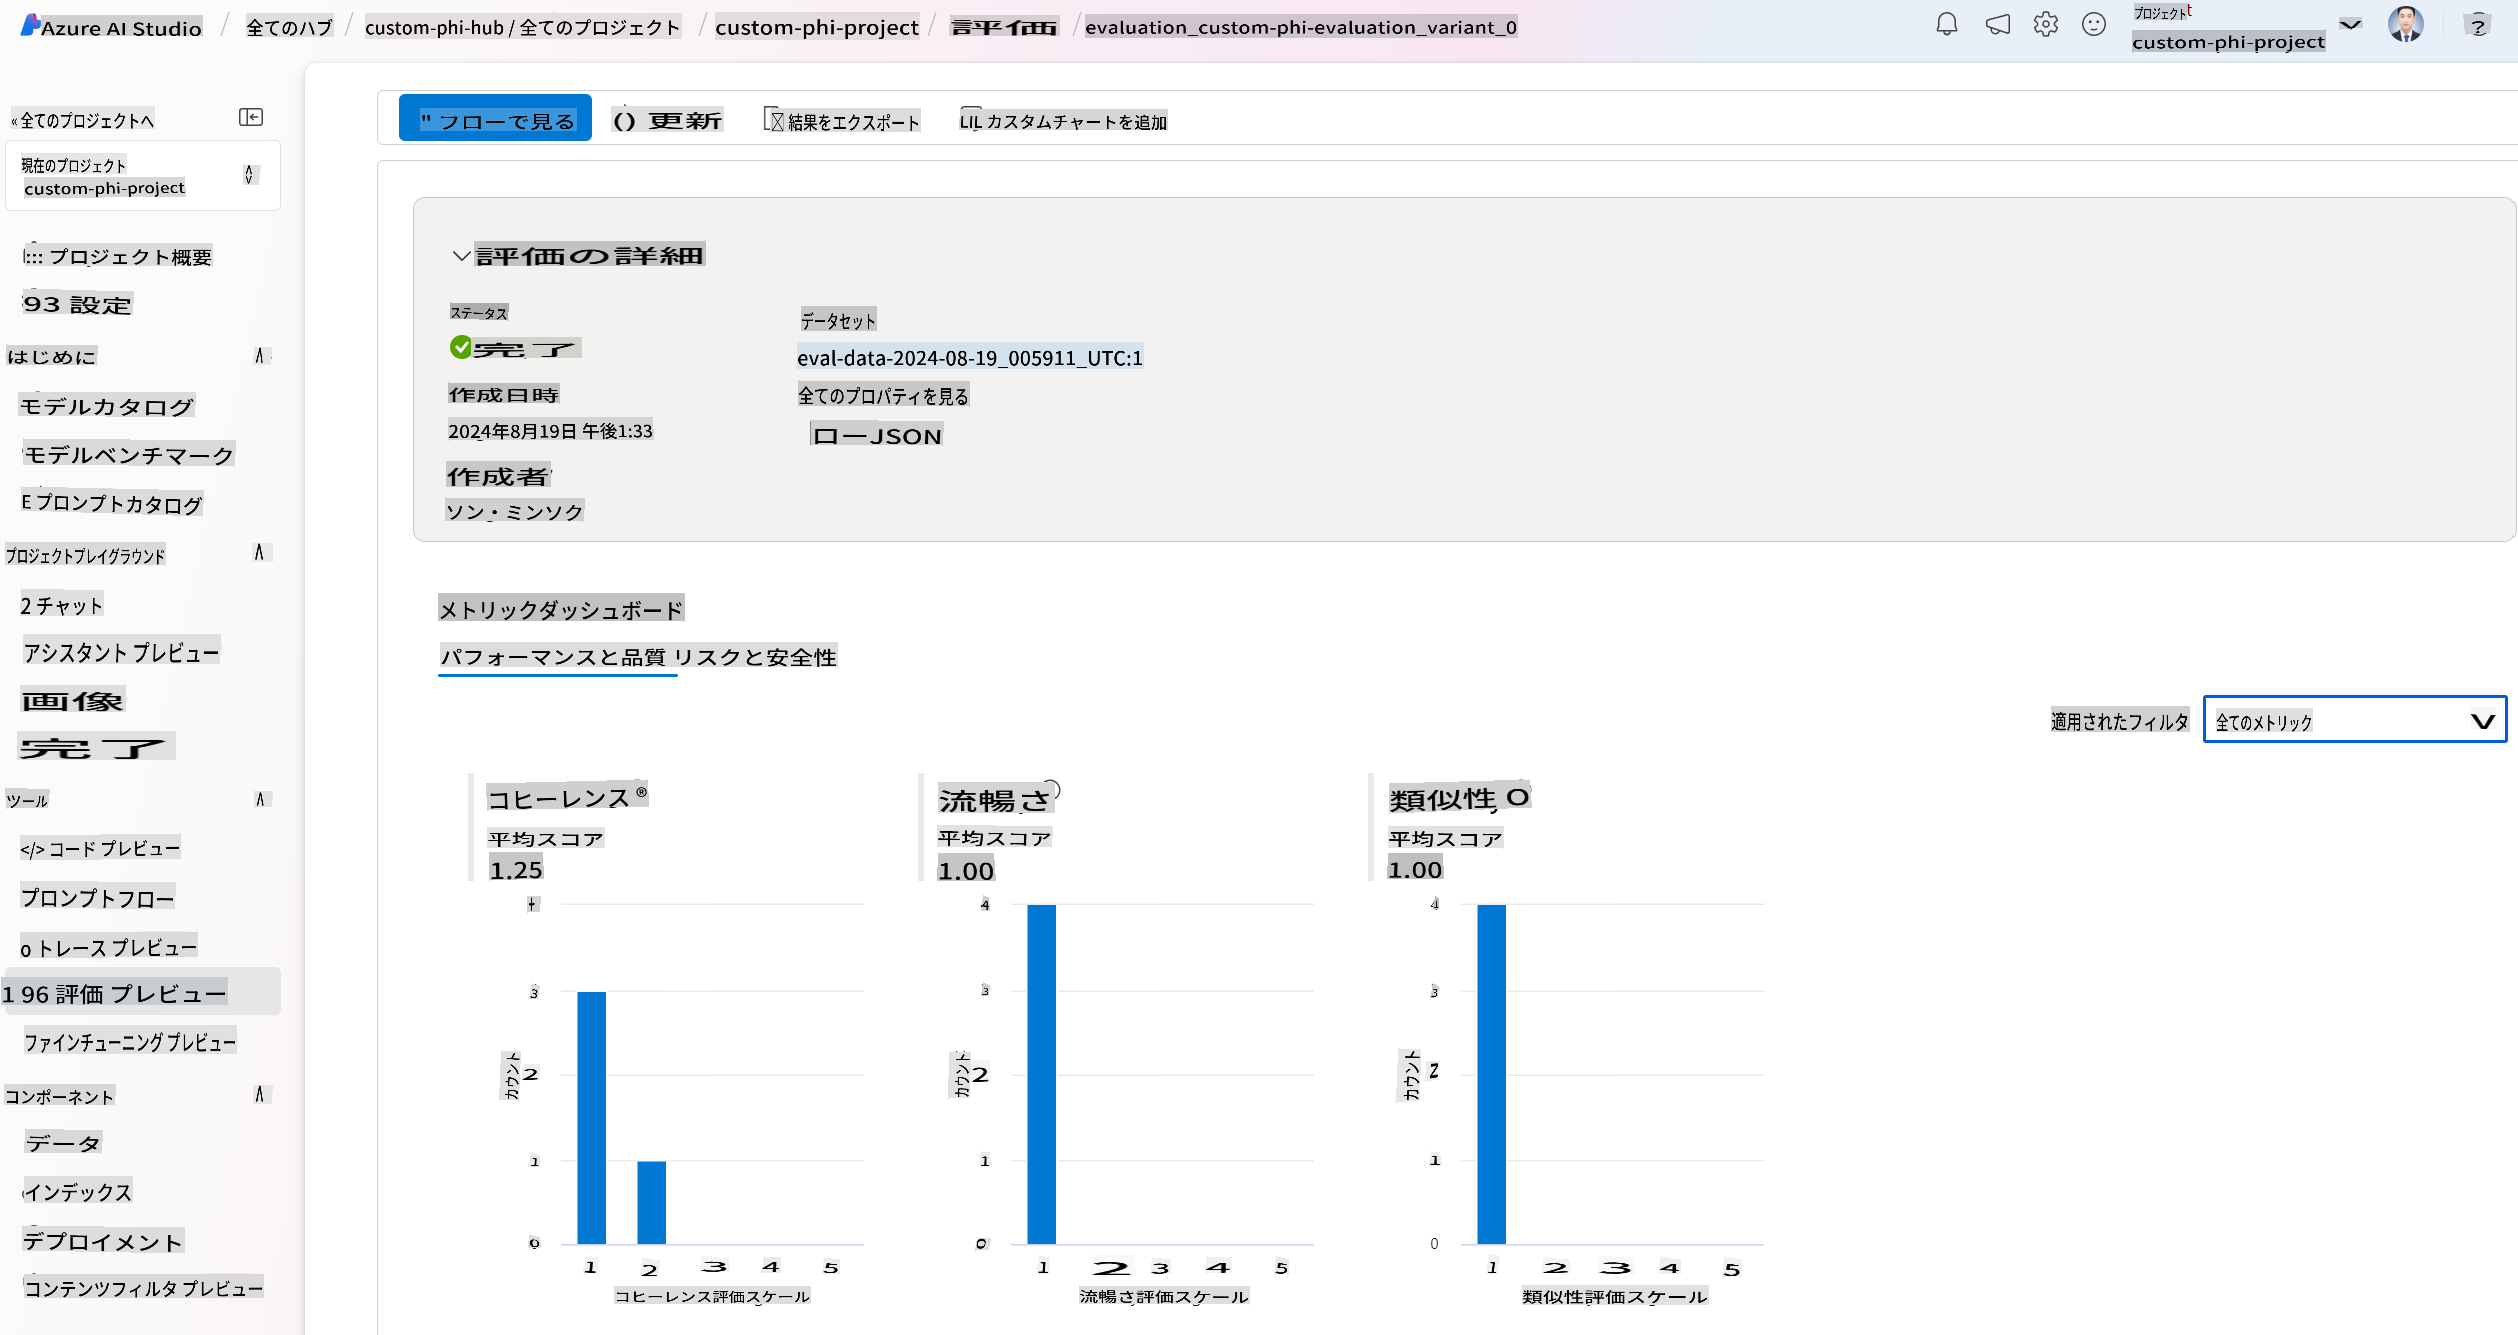 Azure AI Studio / 全てのハブ / custom-phi-hub / 全てのプロジェクト / custom-phi-project / 評価 / evaluation_custom-phi-evaluation_variant_0
プロジェクト
custom-phi-project
?
« 全てのプロジェクトへ
現在のプロジェクト
custom-phi-project
プロジェクト概要
93 設定
はじめに
モデルカタログ
モデルベンチマーク
E プロンプトカタログ
プロジェクトプレイグラウンド
2 チャット
アシスタント プレビュー
画像
完了
ツール
</> コード プレビュー
プロンプトフロー
o トレース プレビュー
1 96 評価 プレビュー
ファインチューニング プレビュー
コンポーネント
データ
インデックス
デプロイメント
コンテンツフィルタ プレビュー
" フローで見る
() 更新
結果をエクスポート
LIL カスタムチャートを追加
評価の詳細
ステータス
完了
作成日時
2024年8月19日 午後1:33
作成者
ソン・ミンソク
データセット
eval-data-2024-08-19_005911_UTC:1
全てのプロパティを見る
ローJSON
メトリックダッシュボード
パフォーマンスと品質 リスクと安全性
適用されたフィルタ
全てのメトリック
コヒーレンス ®
平均スコア
1.25
3
2
1
0
カウント
1 2 3 4 5
コヒーレンス評価スケール
流暢さ
平均スコア
1.00
4
3
2
1
0
カウント
1 2 3 4 5
流暢さ評価スケール
類似性 O
平均スコア
1.00
4
3
2
1
0
カウント
1 2 3 4 5
類似性評価スケール